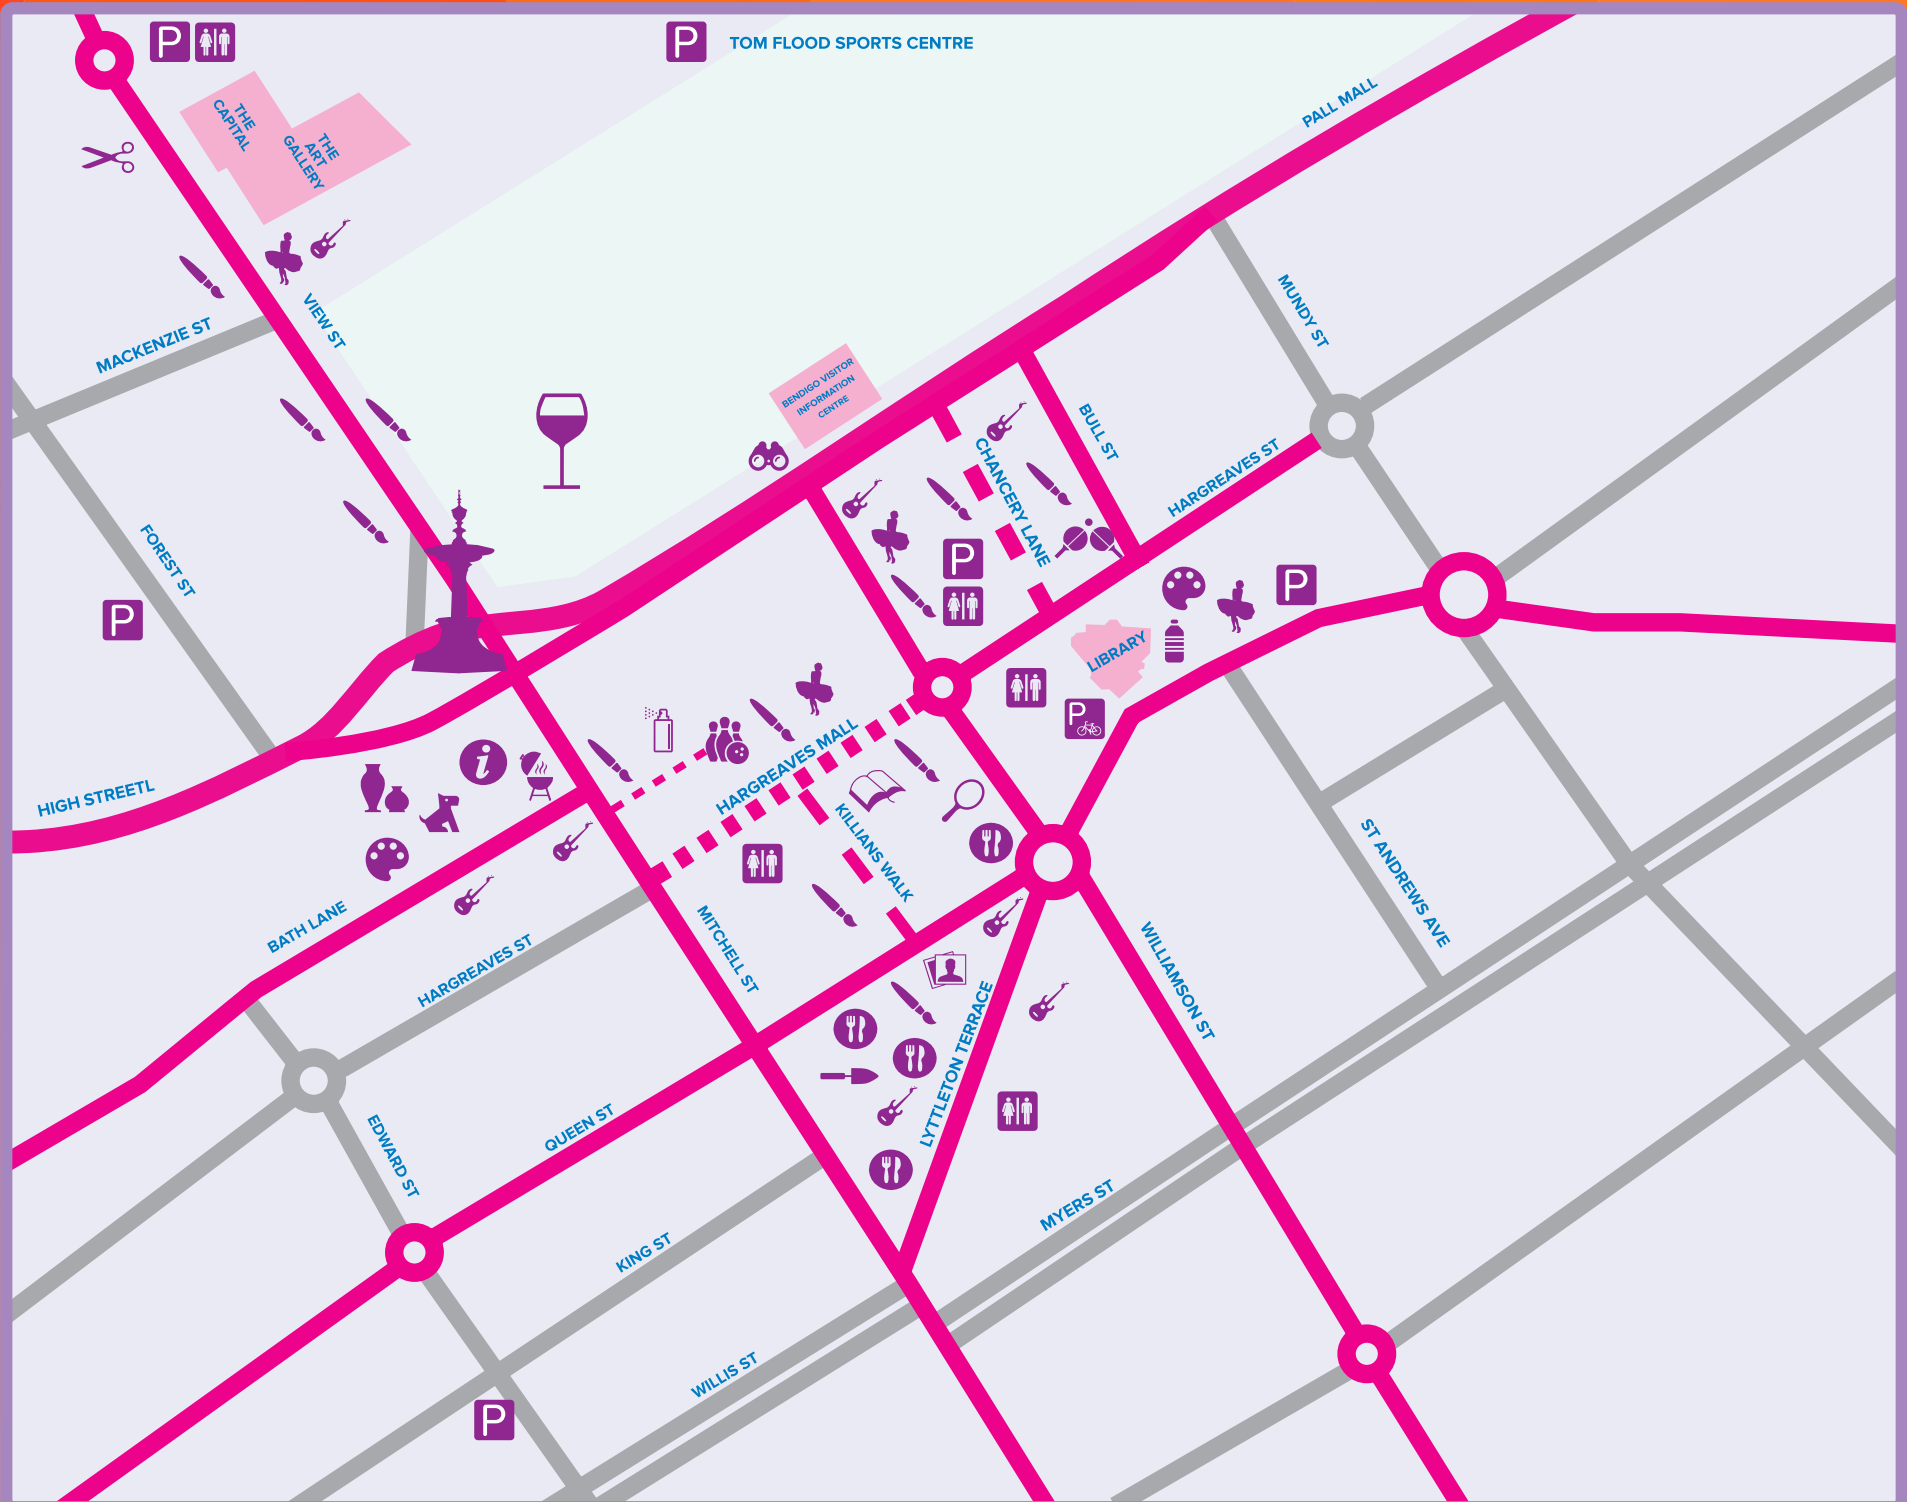 P
P
TOM FLOOD SPORTS CENTRE
PALL MALL
THE
CAPITAL
THE
ART
GALLERY
VIEW ST
MACKENZIE ST
MUNDY ST
BENDIGO VISITOR
INFORMATION
CENTRE
BULL ST
CHANCERY LANE
HARGREAVES ST
FOREST ST
P
P
P
LIBRARY
P
HARGREAVES MALL
i
HIGH STREETL
KILLIANS WALK
ST ANDREWS AVE
BATH LANE
HARGREAVES ST
MITCHELL ST
WILLIAMSON ST
LYTTLETON TERRACE
EDWARD ST
QUEEN ST
MYERS ST
KING ST
WILLIS ST
P